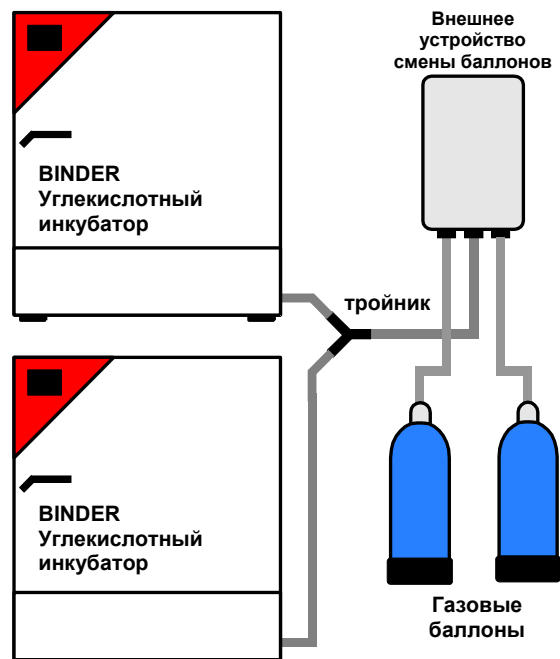 Внешнее
устройство
смены баллонов
BINDER
Углекислотный
инкубатор
тройник
BINDER
Углекислотный
инкубатор
Газовые
баллоны